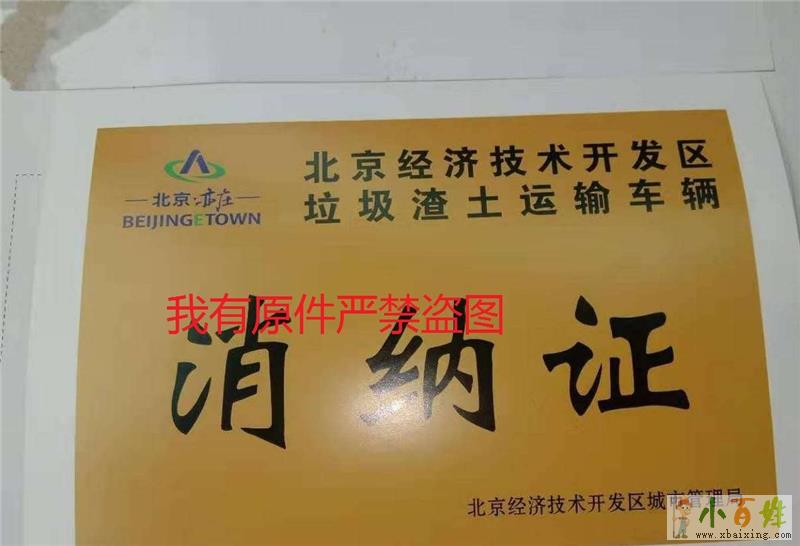 北京经济技术开发区
垃圾渣土运输车辆
北京·亦庄
BEIJINGETOWN
我有原件严禁盗图
消纳证
北京经济技术开发区城市管理局
小百姓
www.xbaixing.com